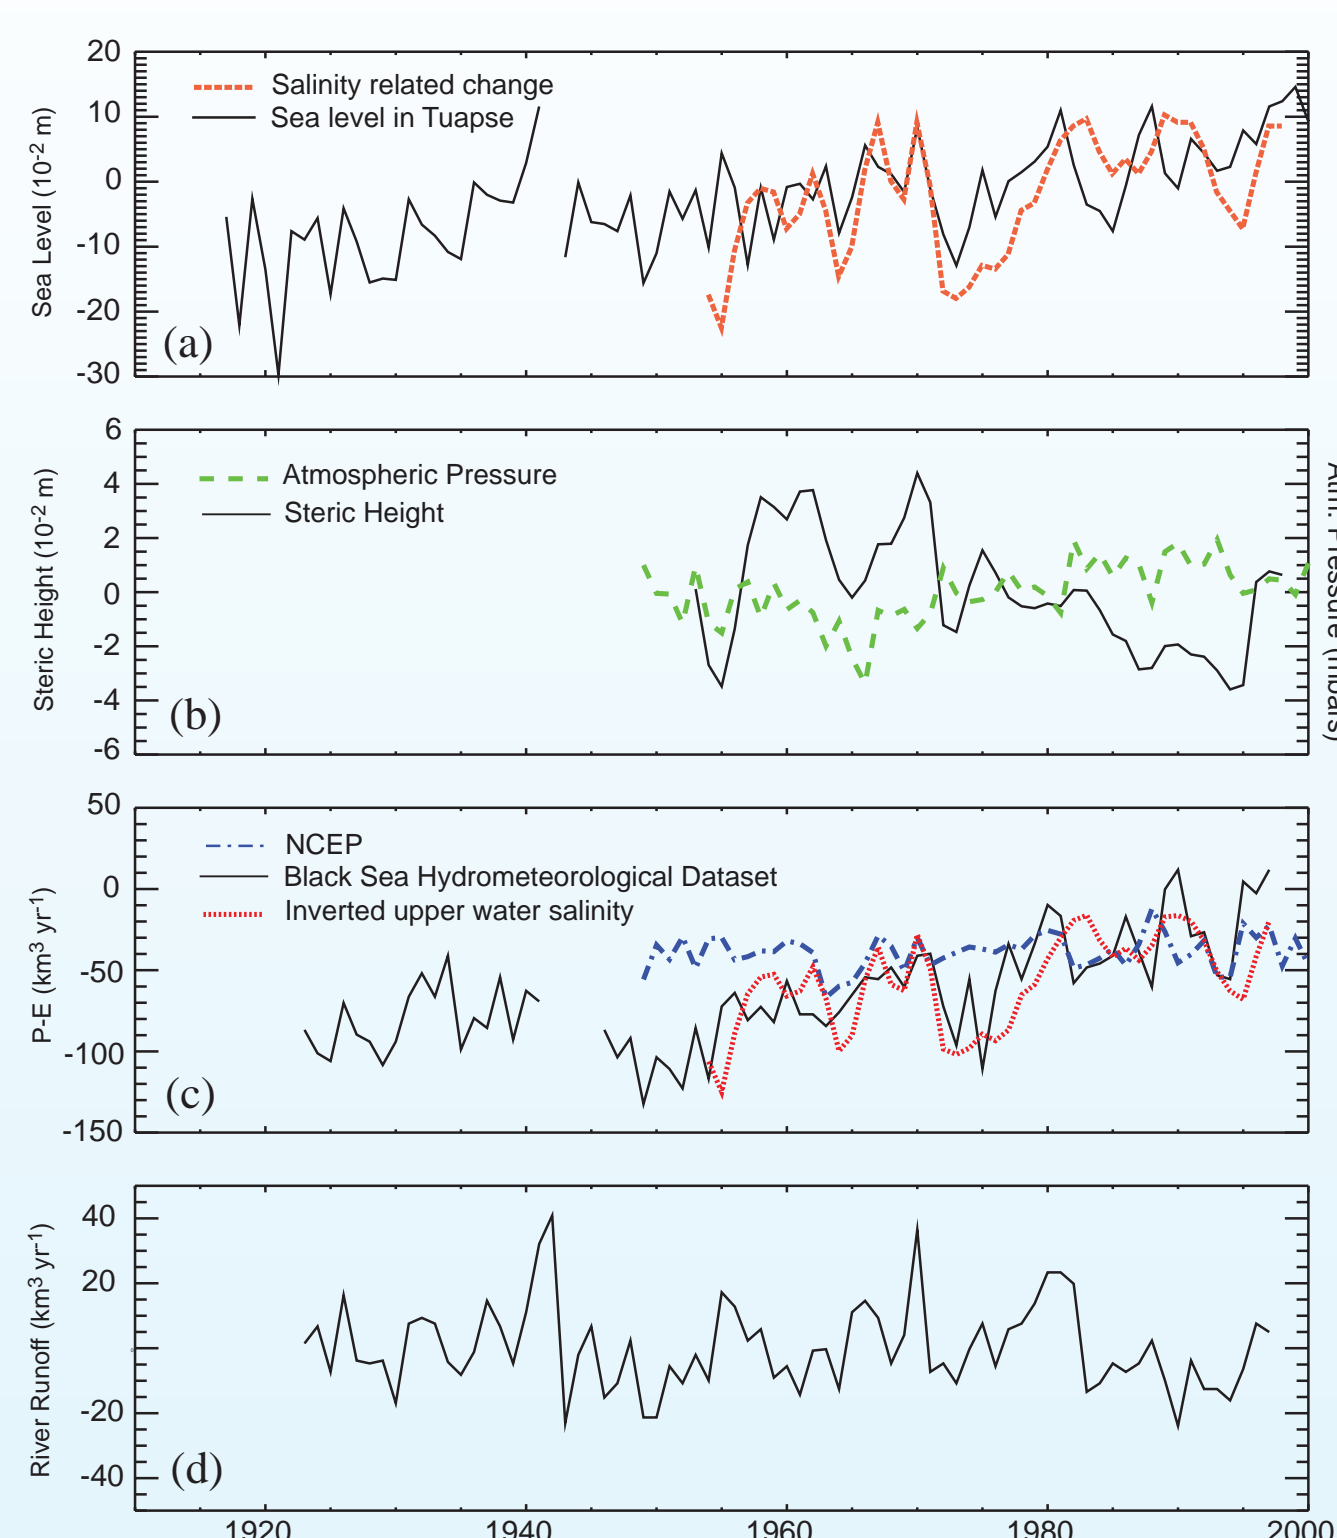 20
Salinity related change
10
Sea level in Tuapse
0
-10
-20
-30
Sea Level (10-2 m)
(a)
6
4
Atmospheric Pressure
Steric Height
2
0
-2
-4
-6
Steric Height (10-2 m)
Atm. Pressure (mbars)
(b)
50
NCEP
Black Sea Hydrometeorological Dataset
Inverted upper water salinity
0
-50
-100
-150
P-E (km3 yr-1)
(c)
40
20
-20
-40
River Runoff (km3 yr-1)
(d)
1920 1940 1960 1980 2000